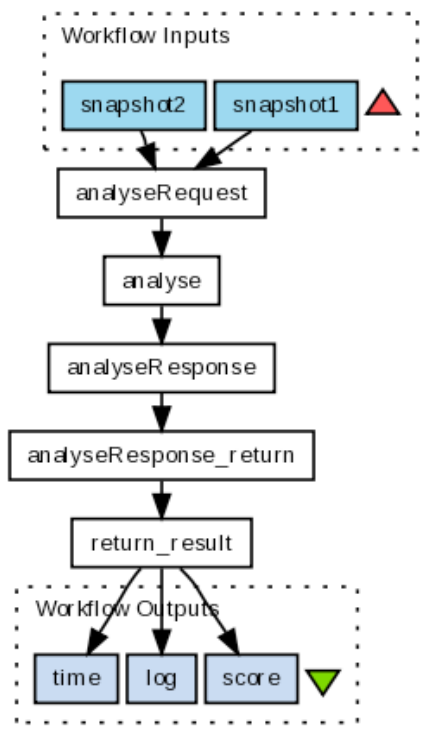 Workflow Inputs
snapshot2 snapshot1
analyseRequest
analyse
analyseResponse
analyseResponse_return
return_result
Workflow Outputs
time log score